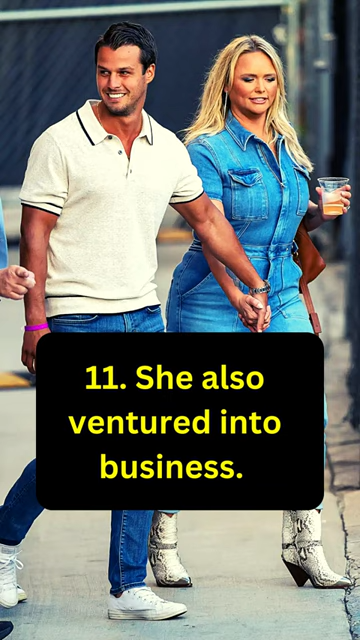 11. She also
ventured into
business.